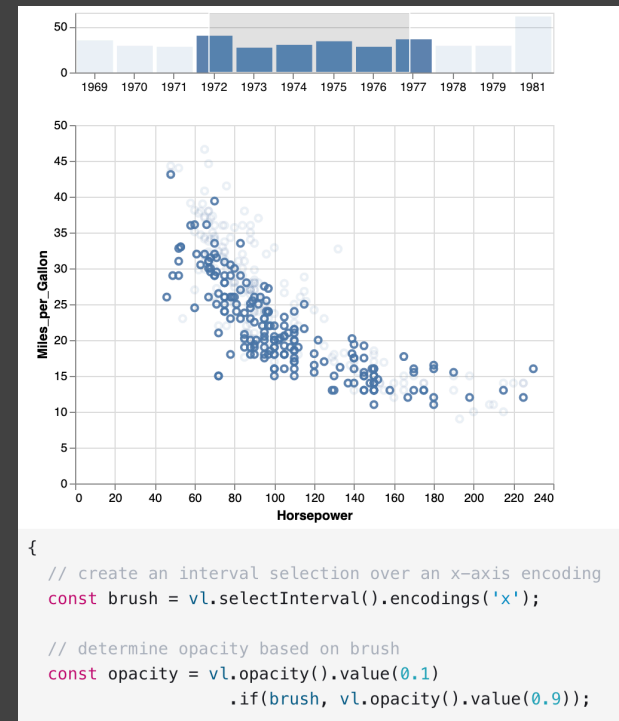 50
0
1969 1970 1971 1972 1973 1974 1975 1976 1977 1978 1979 1981
50
45
40
35
30
25
20
15
10
5
0
Miles_per_Gallon
0 20 40 60 80 100 120 140 160 180 200 220 240
Horsepower
{
// create an interval selection over an x-axis encoding
const brush = vl.selectInterval().encodings('x');
// determine opacity based on brush
const opacity = vl.opacity().value(0.1)
.if(brush, vl.opacity().value(0.9));